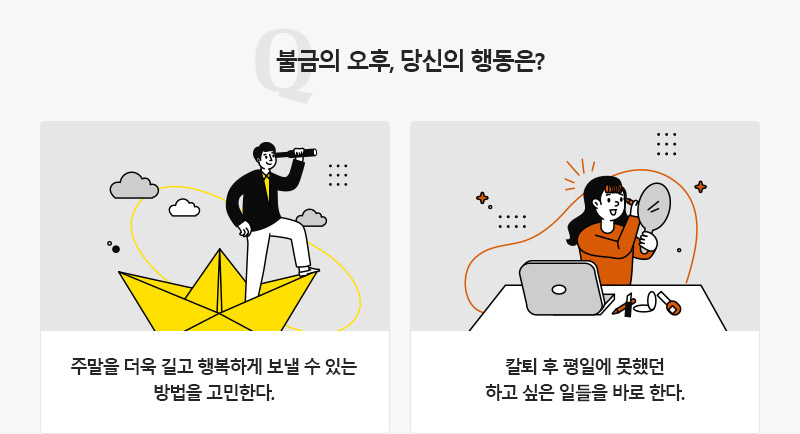 Q
불금의 오후, 당신의 행동은?
주말을 더욱 길고 행복하게 보낼 수 있는
방법을 고민한다.
칼퇴 후 평일에 못했던
하고 싶은 일들을 바로 한다.